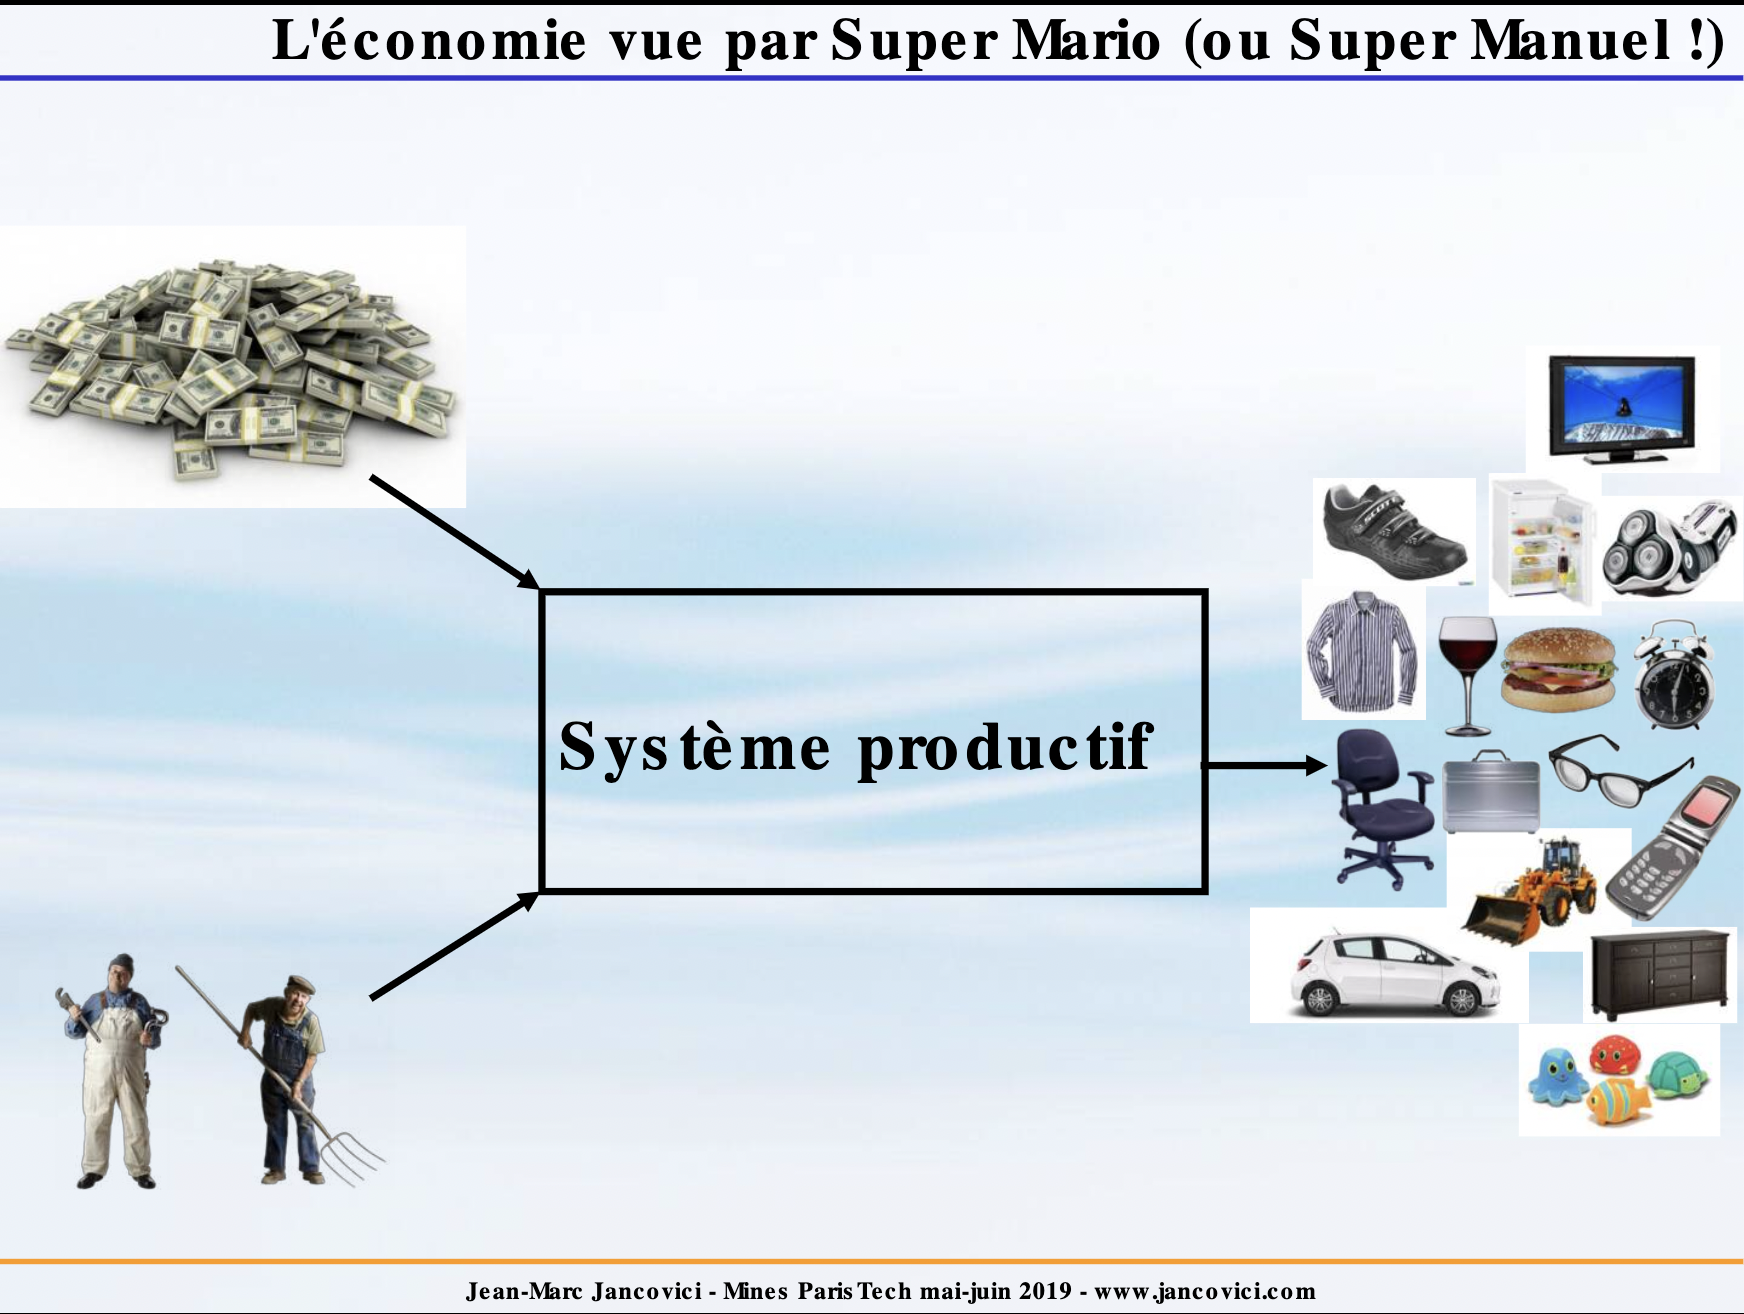 L'économie vue par Super Mario (ou Super Manuel !)
SCOTT
Système productif
Jean-Marc Jancovici - Mines ParisTech mai-juin 2019 - www.jancovici.com